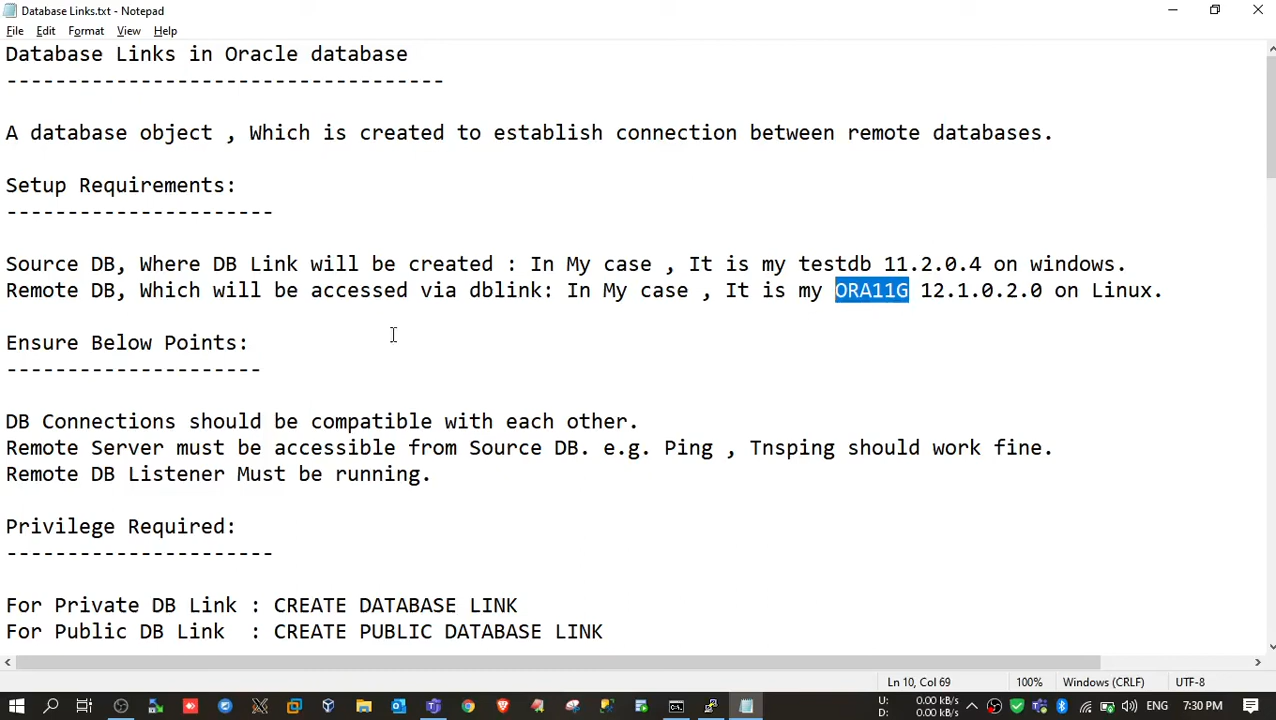 Database Links.txt - Notepad
File Edit Format View Help
Database Links in Oracle database
------------------------------------
A database object , Which is created to establish connection between remote databases.
Setup Requirements:
----------------------
Source DB, Where DB Link will be created : In My case , It is my testdb 11.2.0.4 on windows.
Remote DB, Which will be accessed via dblink: In My case , It is my ORA11G 12.1.0.2.0 on Linux.
Ensure Below Points:
---------------------
DB Connections should be compatible with each other.
Remote Server must be accessible from Source DB. e.g. Ping , Tnsping should work fine.
Remote DB Listener Must be running.
Privilege Required:
----------------------
For Private DB Link : CREATE DATABASE LINK
For Public DB Link  : CREATE PUBLIC DATABASE LINK
Ln 10, Col 69 100% Windows (CRLF) UTF-8
U: 0.00 kB/s
D: 0.00 kB/s
7:30 PM